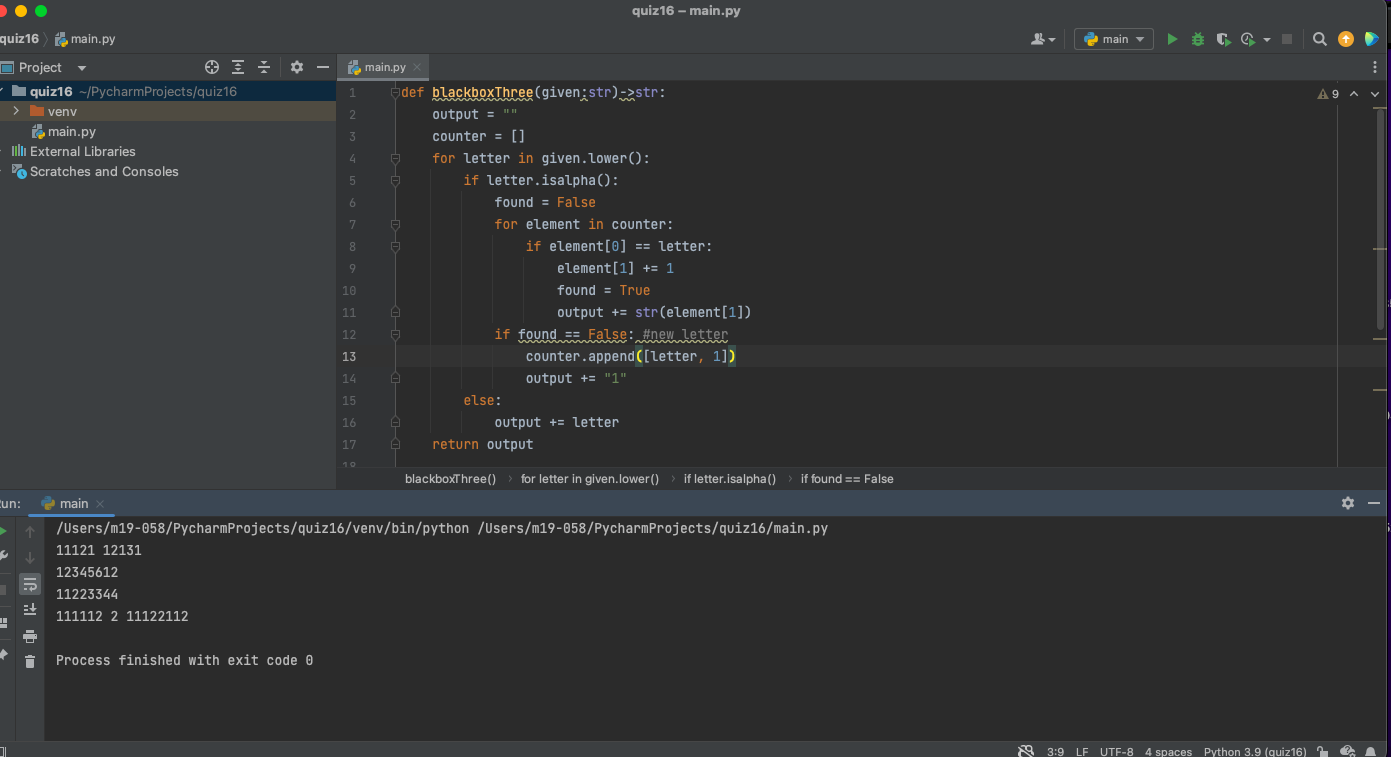 quiz16 – main.py
quiz16 main.py
main
Project
main.py
quiz16 ~/PycharmProjects/quiz16
venv
main.py
External Libraries
Scratches and Consoles
9
1 def blackboxThree(given:str)->str:
2     output = ""
3     counter = []
4     for letter in given.lower():
5         if letter.isalpha():
6             found = False
7             for element in counter:
8                 if element[0] == letter:
9                     element[1] += 1
10                     found = True
11                     output += str(element[1])
12             if found == False: #new letter
13                 counter.append([letter, 1])
14                 output += "1"
15         else:
16             output += letter
17     return output
18
blackboxThree() for letter in given.lower() if letter.isalpha() if found == False
un: main
/Users/m19-058/PycharmProjects/quiz16/venv/bin/python /Users/m19-058/PycharmProjects/quiz16/main.py
11121 12131
12345612
11223344
111112 2 11122112
Process finished with exit code 0
3:9 LF UTF-8 4 spaces Python 3.9 (quiz16)